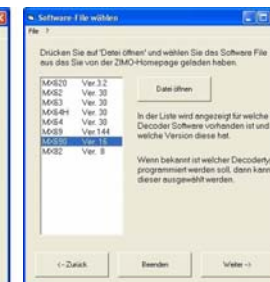 Software File wählen
File ?
Drücken Sie auf 'Datei öffnen' und wählen Sie das Software File
aus das Sie von der ZIMO-Homepage geladen haben.
MX620 Ver.3.2
MX62 Ver. 30
MX63 Ver. 30
MX64H Ver. 30
MX64 Ver. 30
MX69 Ver.144
MX690 Ver. 16
MX82 Ver. 8
Datei öffnen
In der Liste wird angezeigt für welche
Decoder Software vorhanden ist und
welche Version diese hat.
Wenn bekannt ist welcher Decoderty
programmiert werden soll, dann kann
dieser ausgewählt werden.
<-- Zurück
Beenden
Weiter -->